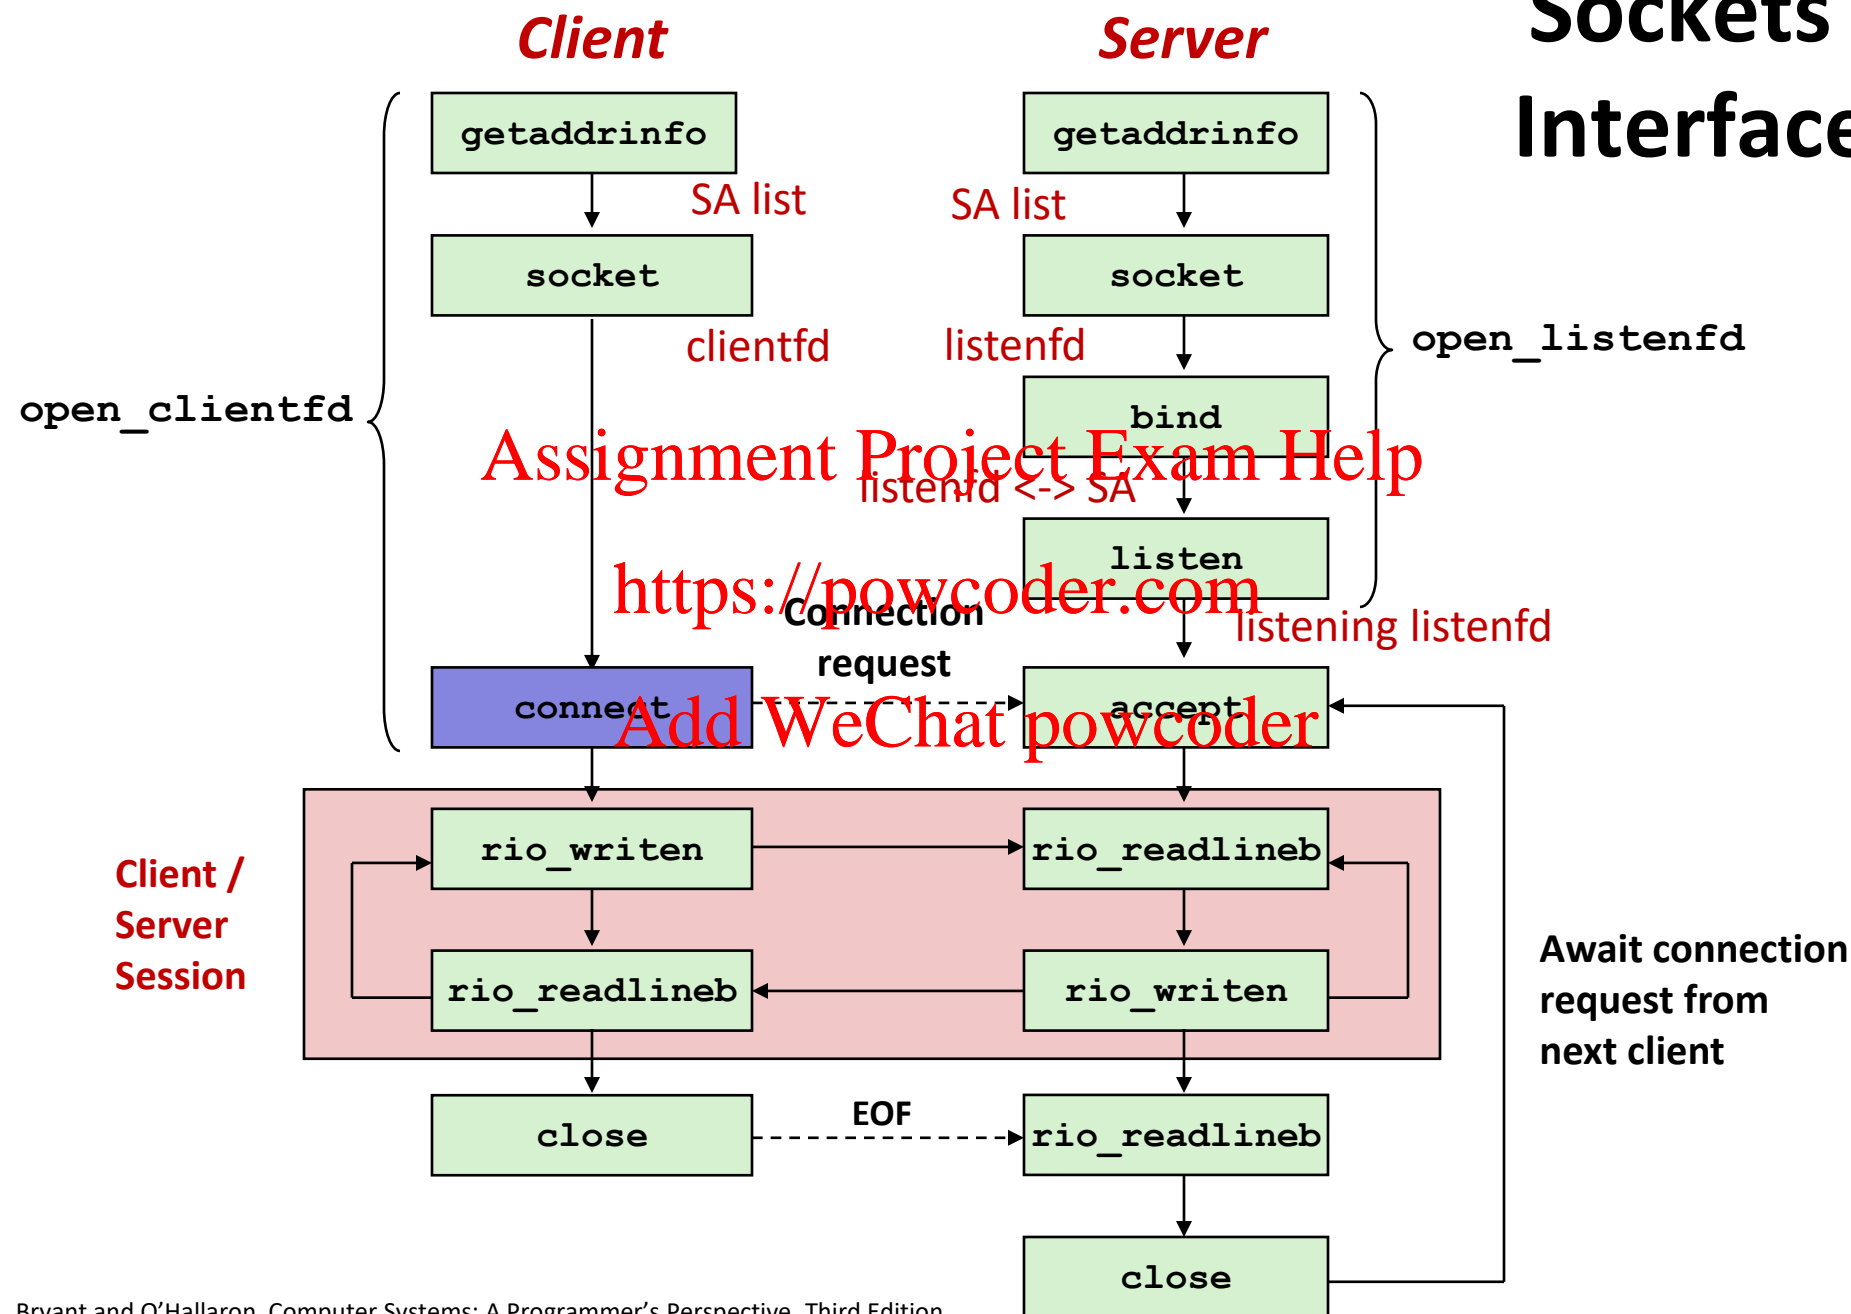 Sockets
Interface
Client
Server
getaddrinfo
getaddrinfo
SA list
SA list
socket
socket
clientfd
listenfd
open_listenfd
open_clientfd
bind
Assignment Project Exam Help
listenfd <-> SA
listen
https://powcoder.com
Connection
request
listening listenfd
connect
accept
Add WeChat powcoder
rio_writen
rio_readlineb
Client /
Server
Session
rio_readlineb
rio_writen
Await connection
request from
next client
close
EOF
rio_readlineb
close
Bryant and O'Hallaron, Computer Systems: A Programmer's Perspective, Third Edition